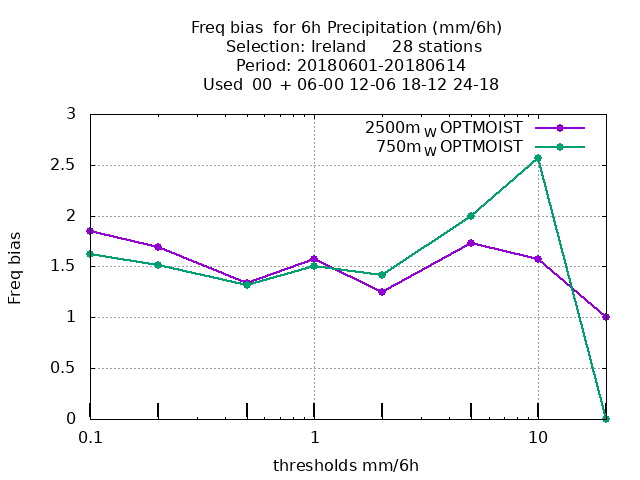 Freq bias  for 6h Precipitation (mm/6h)
Selection: Ireland     28 stations
Period: 20180601-20180614
Used  00 + 06-00 12-06 18-12 24-18
2500m W OPTMOIST
750m W OPTMOIST
3
2.5
2
1.5
1
0.5
0
Freq bias
0.1
1
10
thresholds mm/6h